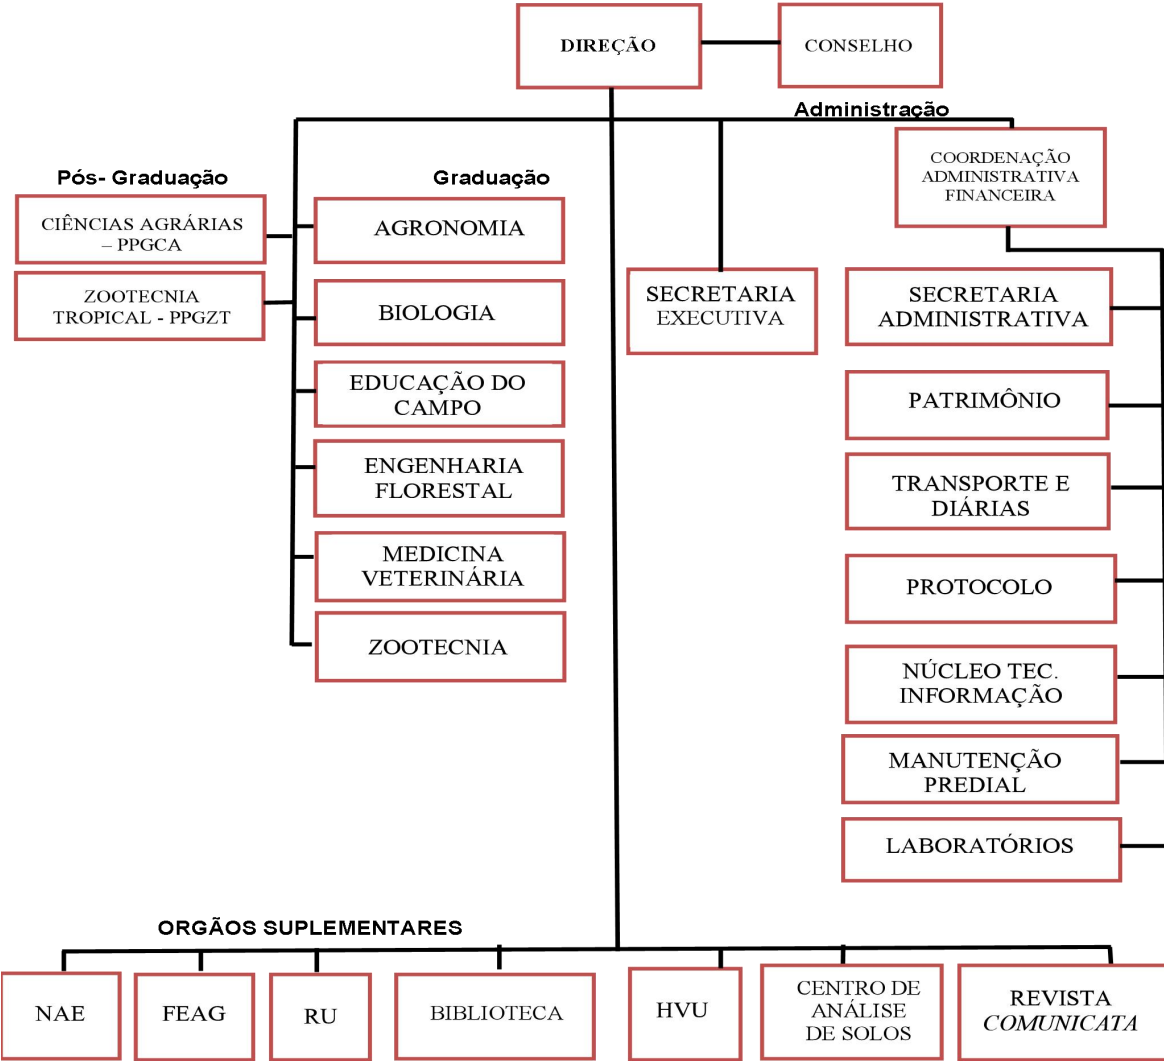 DIREÇÃO
CONSELHO
Administração
COORDENAÇÃO
ADMINISTRATIVA
FINANCEIRA
Pós- Graduação
CIÊNCIAS AGRÁRIAS
– PPGCA
ZOOTECNIA
TROPICAL - PPGZT
Graduação
AGRONOMIA
BIOLOGIA
EDUCAÇÃO DO
CAMPO
ENGENHARIA
FLORESTAL
MEDICINA
VETERINÁRIA
ZOOTECNIA
SECRETARIA
EXECUTIVA
SECRETARIA
ADMINISTRATIVA
PATRIMÔNIO
TRANSPORTE E
DIÁRIAS
PROTOCOLO
NÚCLEO TEC.
INFORMAÇÃO
MANUTENÇÃO
PREDIAL
LABORATÓRIOS
ORGÃOS SUPLEMENTARES
NAE
FEAG
RU
BIBLIOTECA
HVU
CENTRO DE
ANÁLISE
DE SOLOS
REVISTA
COMUNICATA